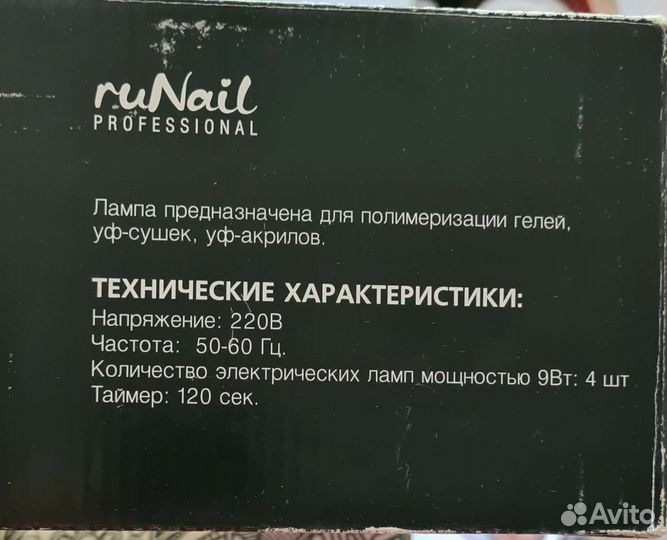 ruNail
PROFESSIONAL
Лампа предназначена для полимеризации гелей,
уф-сушек, уф-акрилов.
ТЕХНИЧЕСКИЕ ХАРАКТЕРИСТИКИ:
Напряжение: 220В
Частота: 50-60 Гц.
Количество электрических ламп мощностью 9Вт: 4 шт
Таймер: 120 сек.
Avito